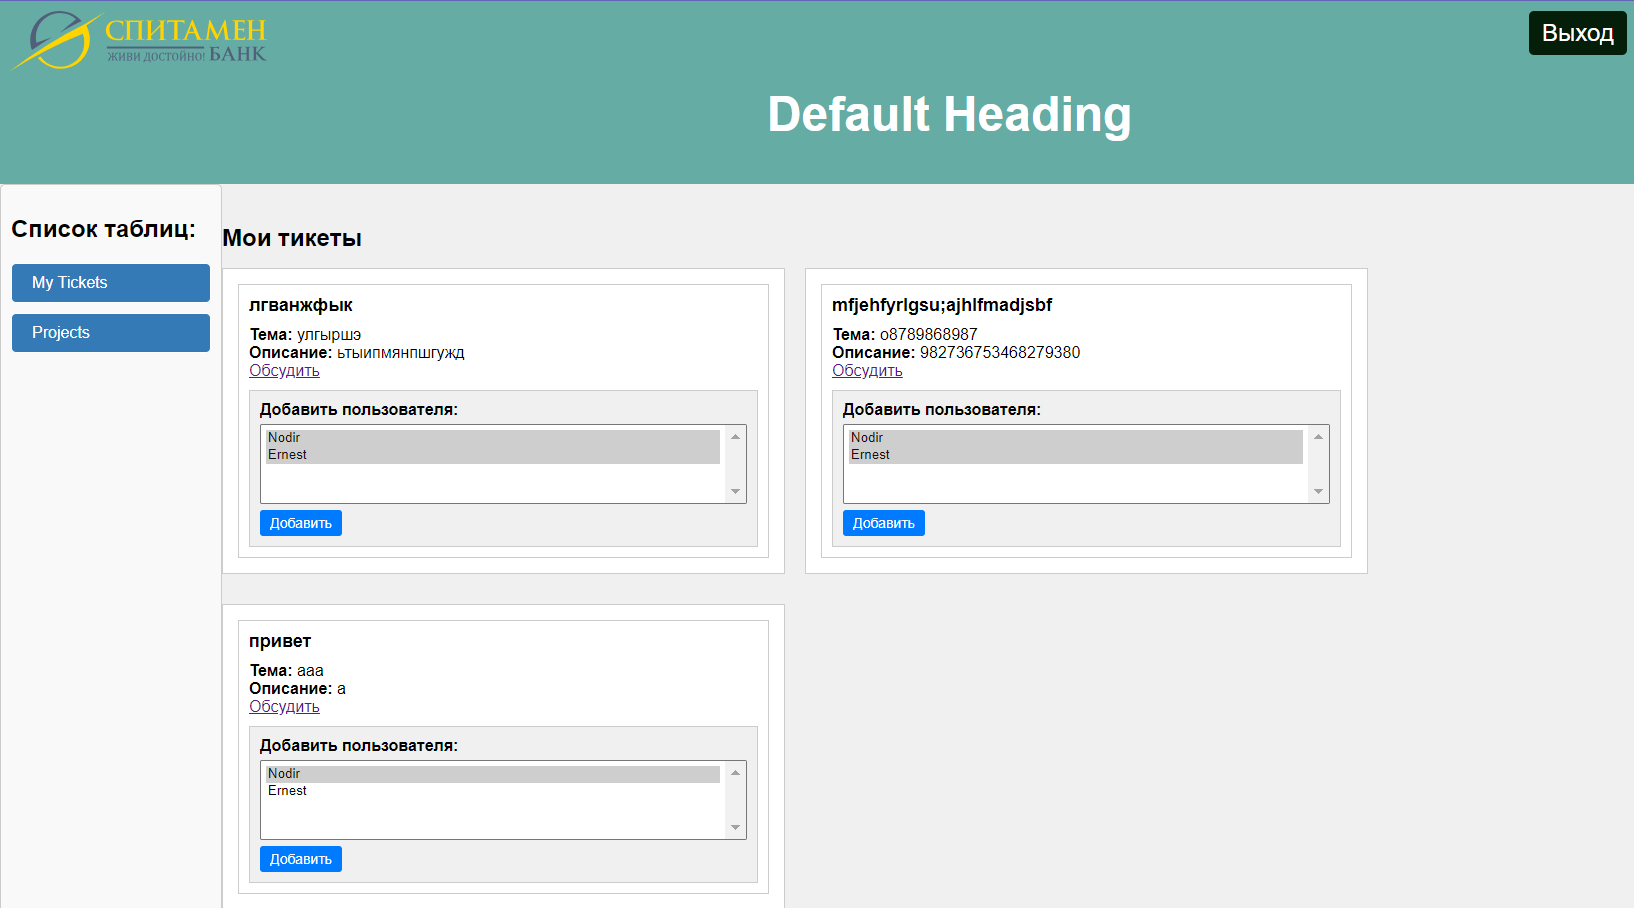 СПИТАМЕН
ЖИВИ ДОСТОЙНО! БАНК
Выход
Default Heading
Список таблиц:
My Tickets
Projects
Мои тикеты
лгванжфык
Тема: улгыршэ
Описание: ьтыипмянпшгужд
Обсудить
Добавить пользователя:
Nodir
Ernest
Добавить
mfjehfyrlgsu;ajhlfmadjsbf
Тема: о8789868987
Описание: 982736753468279380
Обсудить
Добавить пользователя:
Nodir
Ernest
Добавить
привет
Тема: ааа
Описание: а
Обсудить
Добавить пользователя:
Nodir
Ernest
Добавить